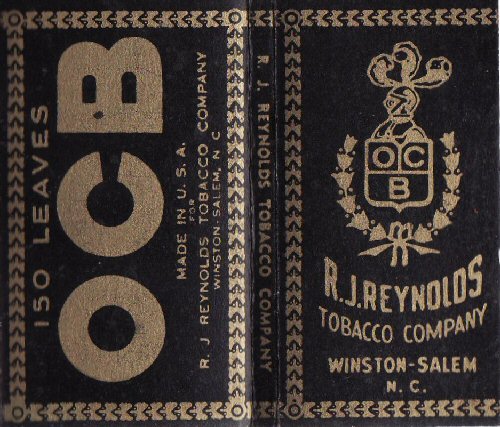 150 LEAVES
OCB
MADE IN U.S.A.
FOR
R. J. REYNOLDS TOBACCO COMPANY
WINSTON-SALEM, N. C.
R. J. REYNOLDS TOBACCO COMPANY
O C
B
R.J.REYNOLDS
TOBACCO COMPANY
WINSTON-SALEM
N. C.